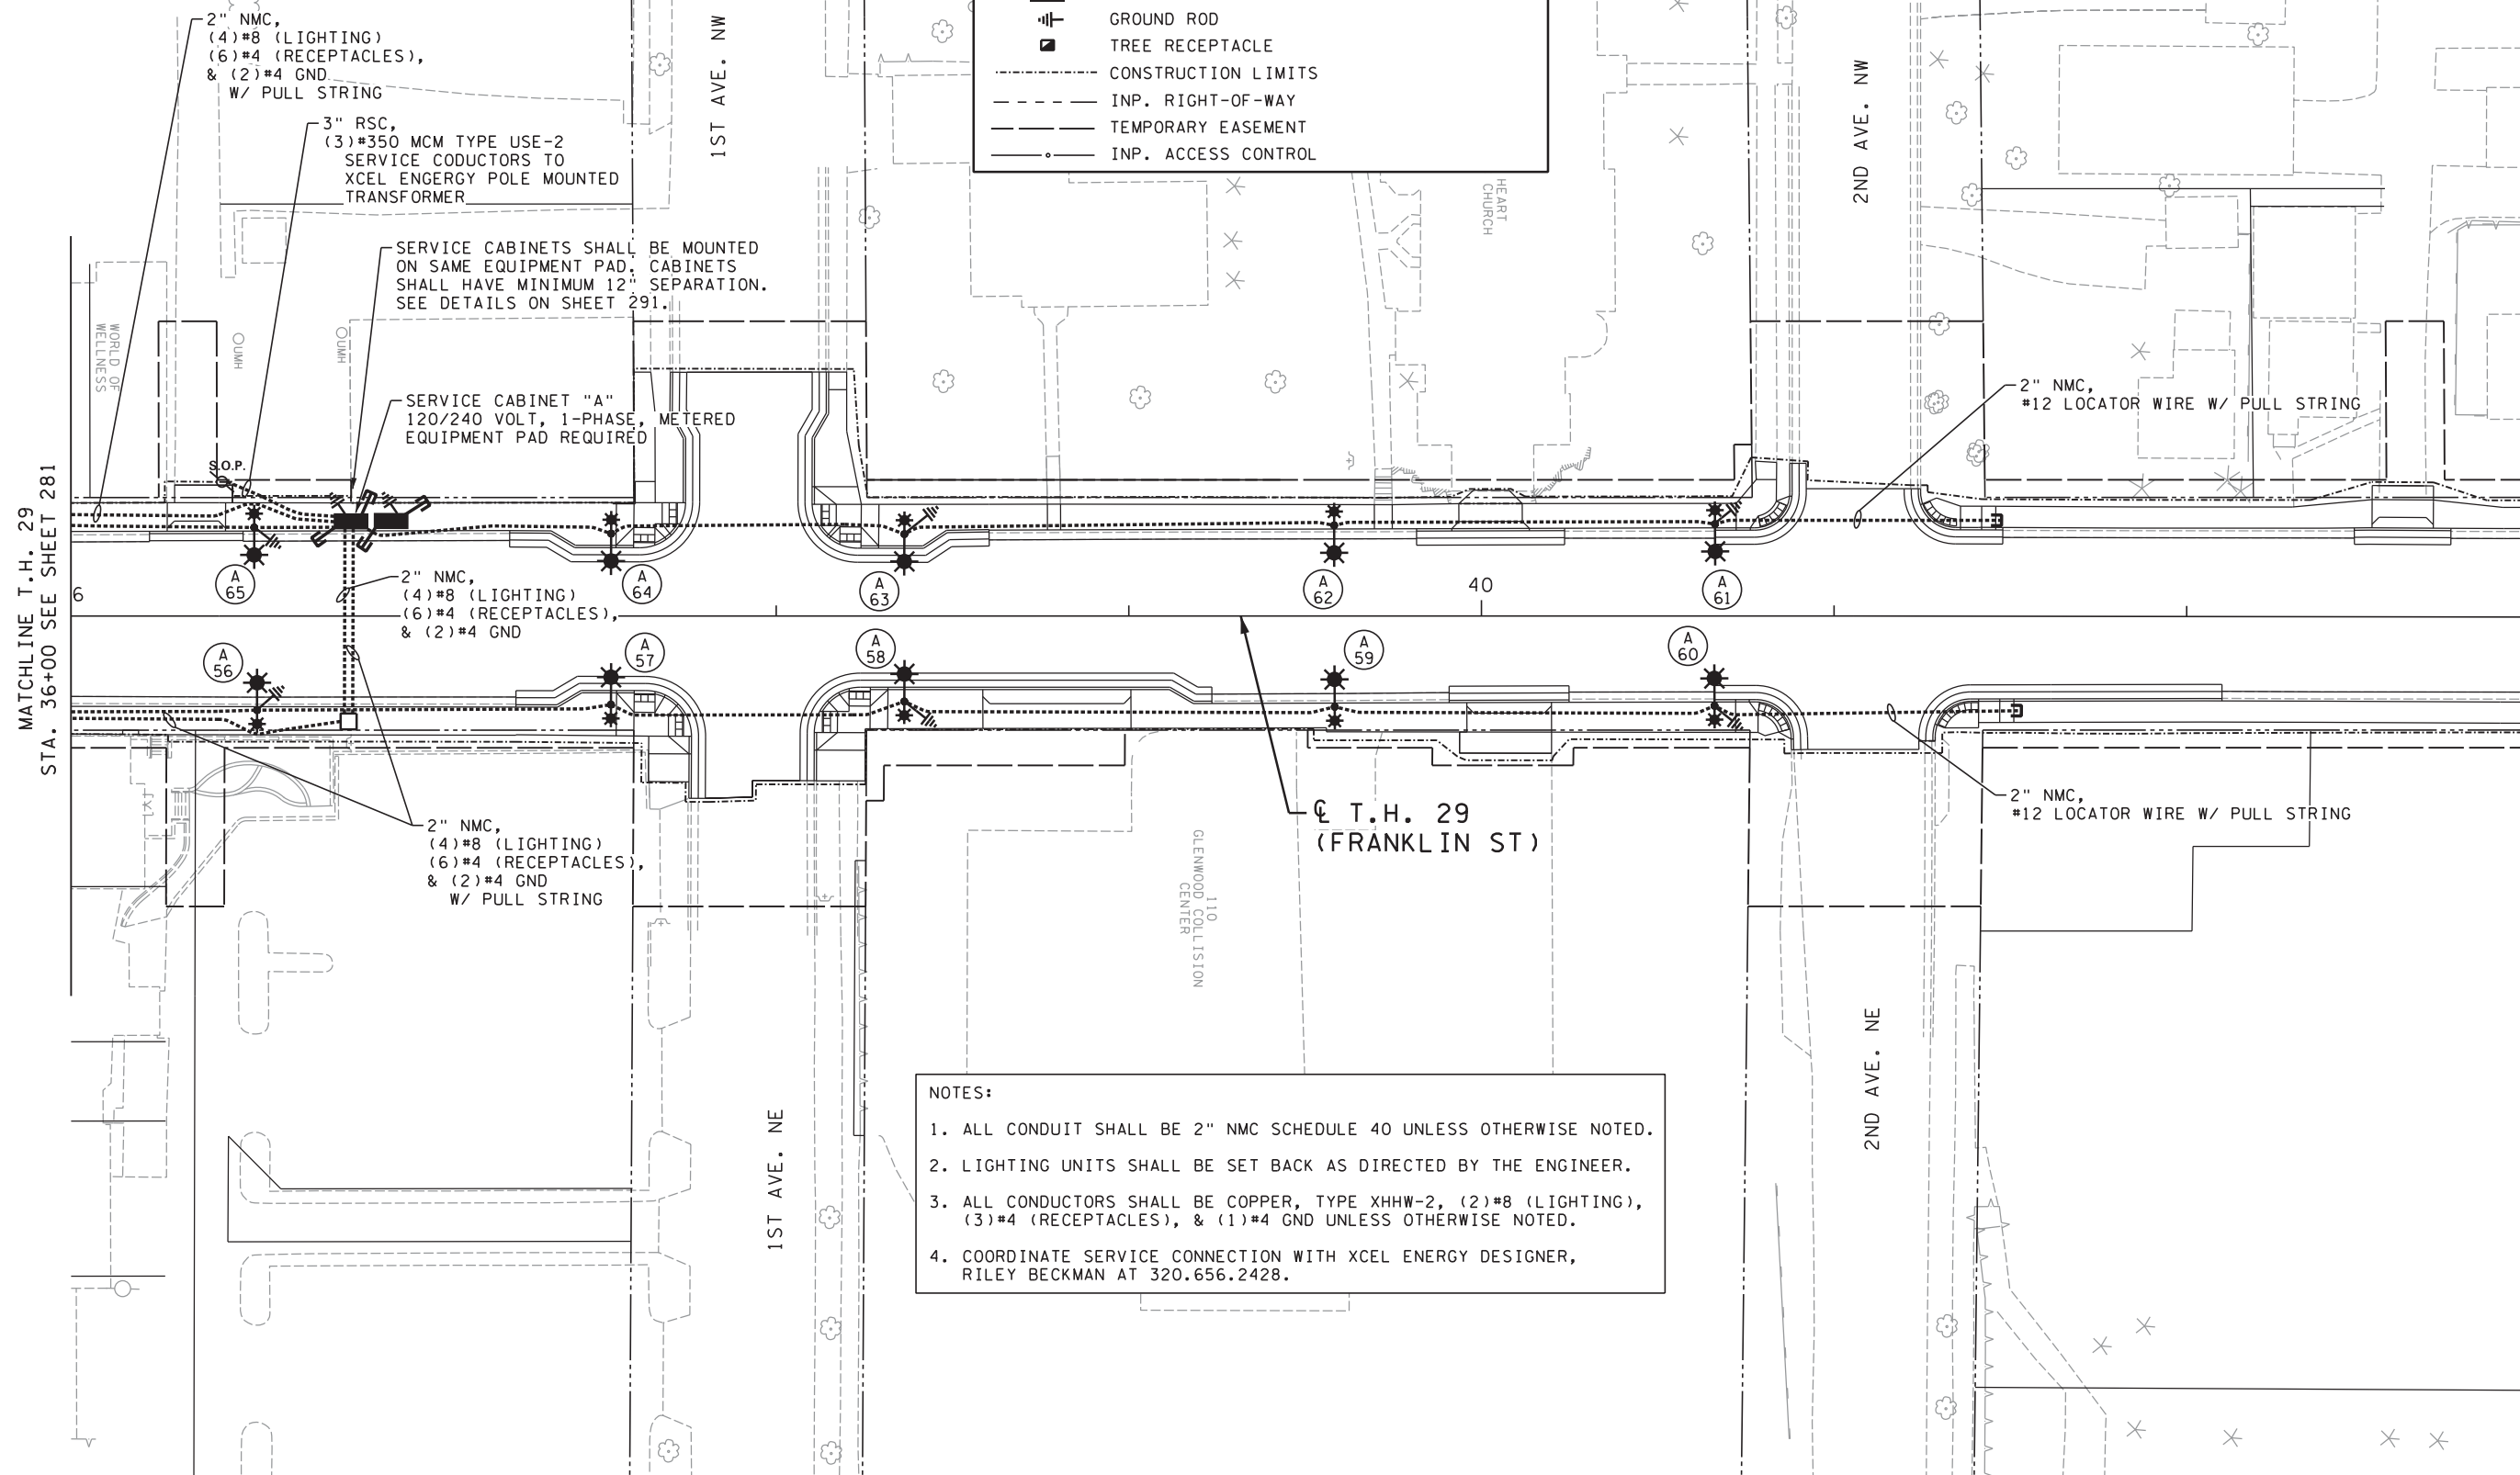 2" NMC,
(4)#8 (LIGHTING)
(6)#4 (RECEPTACLES),
& (2)#4 GND
W/ PULL STRING
3" RSC,
(3)#350 MCM TYPE USE-2
SERVICE CODUCTORS TO
XCEL ENGERGY POLE MOUNTED
TRANSFORMER
1ST AVE. NW
GROUND ROD
TREE RECEPTACLE
CONSTRUCTION LIMITS
INP. RIGHT-OF-WAY
TEMPORARY EASEMENT
INP. ACCESS CONTROL
2ND AVE. NW
HEART
CHURCH
SERVICE CABINETS SHALL BE MOUNTED
ON SAME EQUIPMENT PAD. CABINETS
SHALL HAVE MINIMUM 12" SEPARATION.
SEE DETAILS ON SHEET 291.
WORLD OF
WELLNESS
UMH
UMH
SERVICE CABINET "A"
120/240 VOLT, 1-PHASE, METERED
EQUIPMENT PAD REQUIRED
2" NMC,
#12 LOCATOR WIRE W/ PULL STRING
S.O.P.
MATCHLINE T.H. 29
STA. 36+00 SEE SHEET 281
6
A
65
2" NMC,
(4)#8 (LIGHTING)
(6)#4 (RECEPTACLES),
& (2)#4 GND
A
64
A
63
A
62
40
A
61
A
56
A
57
A
58
A
59
A
60
℄ T.H. 29
(FRANKLIN ST)
2" NMC,
#12 LOCATOR WIRE W/ PULL STRING
2" NMC,
(4)#8 (LIGHTING)
(6)#4 (RECEPTACLES),
& (2)#4 GND
W/ PULL STRING
110
GLENWOOD COLLISION
CENTER
1ST AVE. NE
2ND AVE. NE
NOTES:
1. ALL CONDUIT SHALL BE 2" NMC SCHEDULE 40 UNLESS OTHERWISE NOTED.
2. LIGHTING UNITS SHALL BE SET BACK AS DIRECTED BY THE ENGINEER.
3. ALL CONDUCTORS SHALL BE COPPER, TYPE XHHW-2, (2)#8 (LIGHTING),
(3)#4 (RECEPTACLES), & (1)#4 GND UNLESS OTHERWISE NOTED.
4. COORDINATE SERVICE CONNECTION WITH XCEL ENERGY DESIGNER,
RILEY BECKMAN AT 320.656.2428.